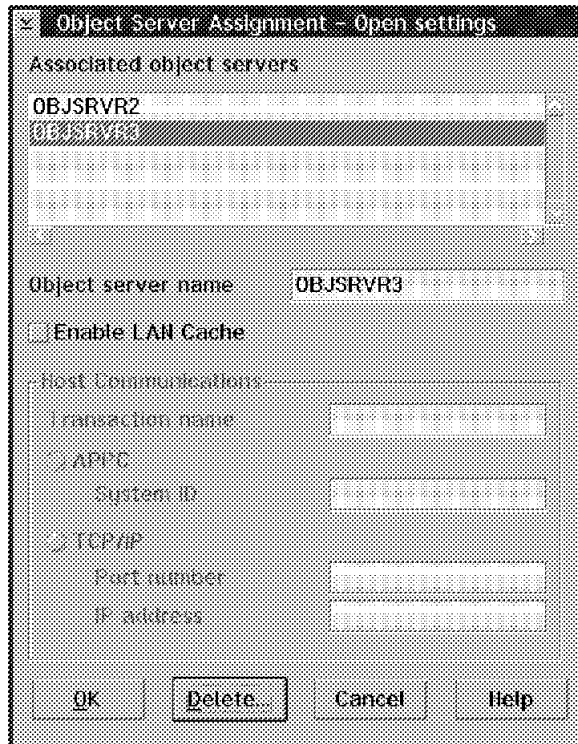 Object Server Assignment – Open settings
Associated object servers
OBJSRVR2
OBJSRVR3
Object server name OBJSRVR3
Enable LAN Cache
Host Communications
Transaction name
APPC
System ID
TCP/IP
Port number
IP address
OK Delete... Cancel Help